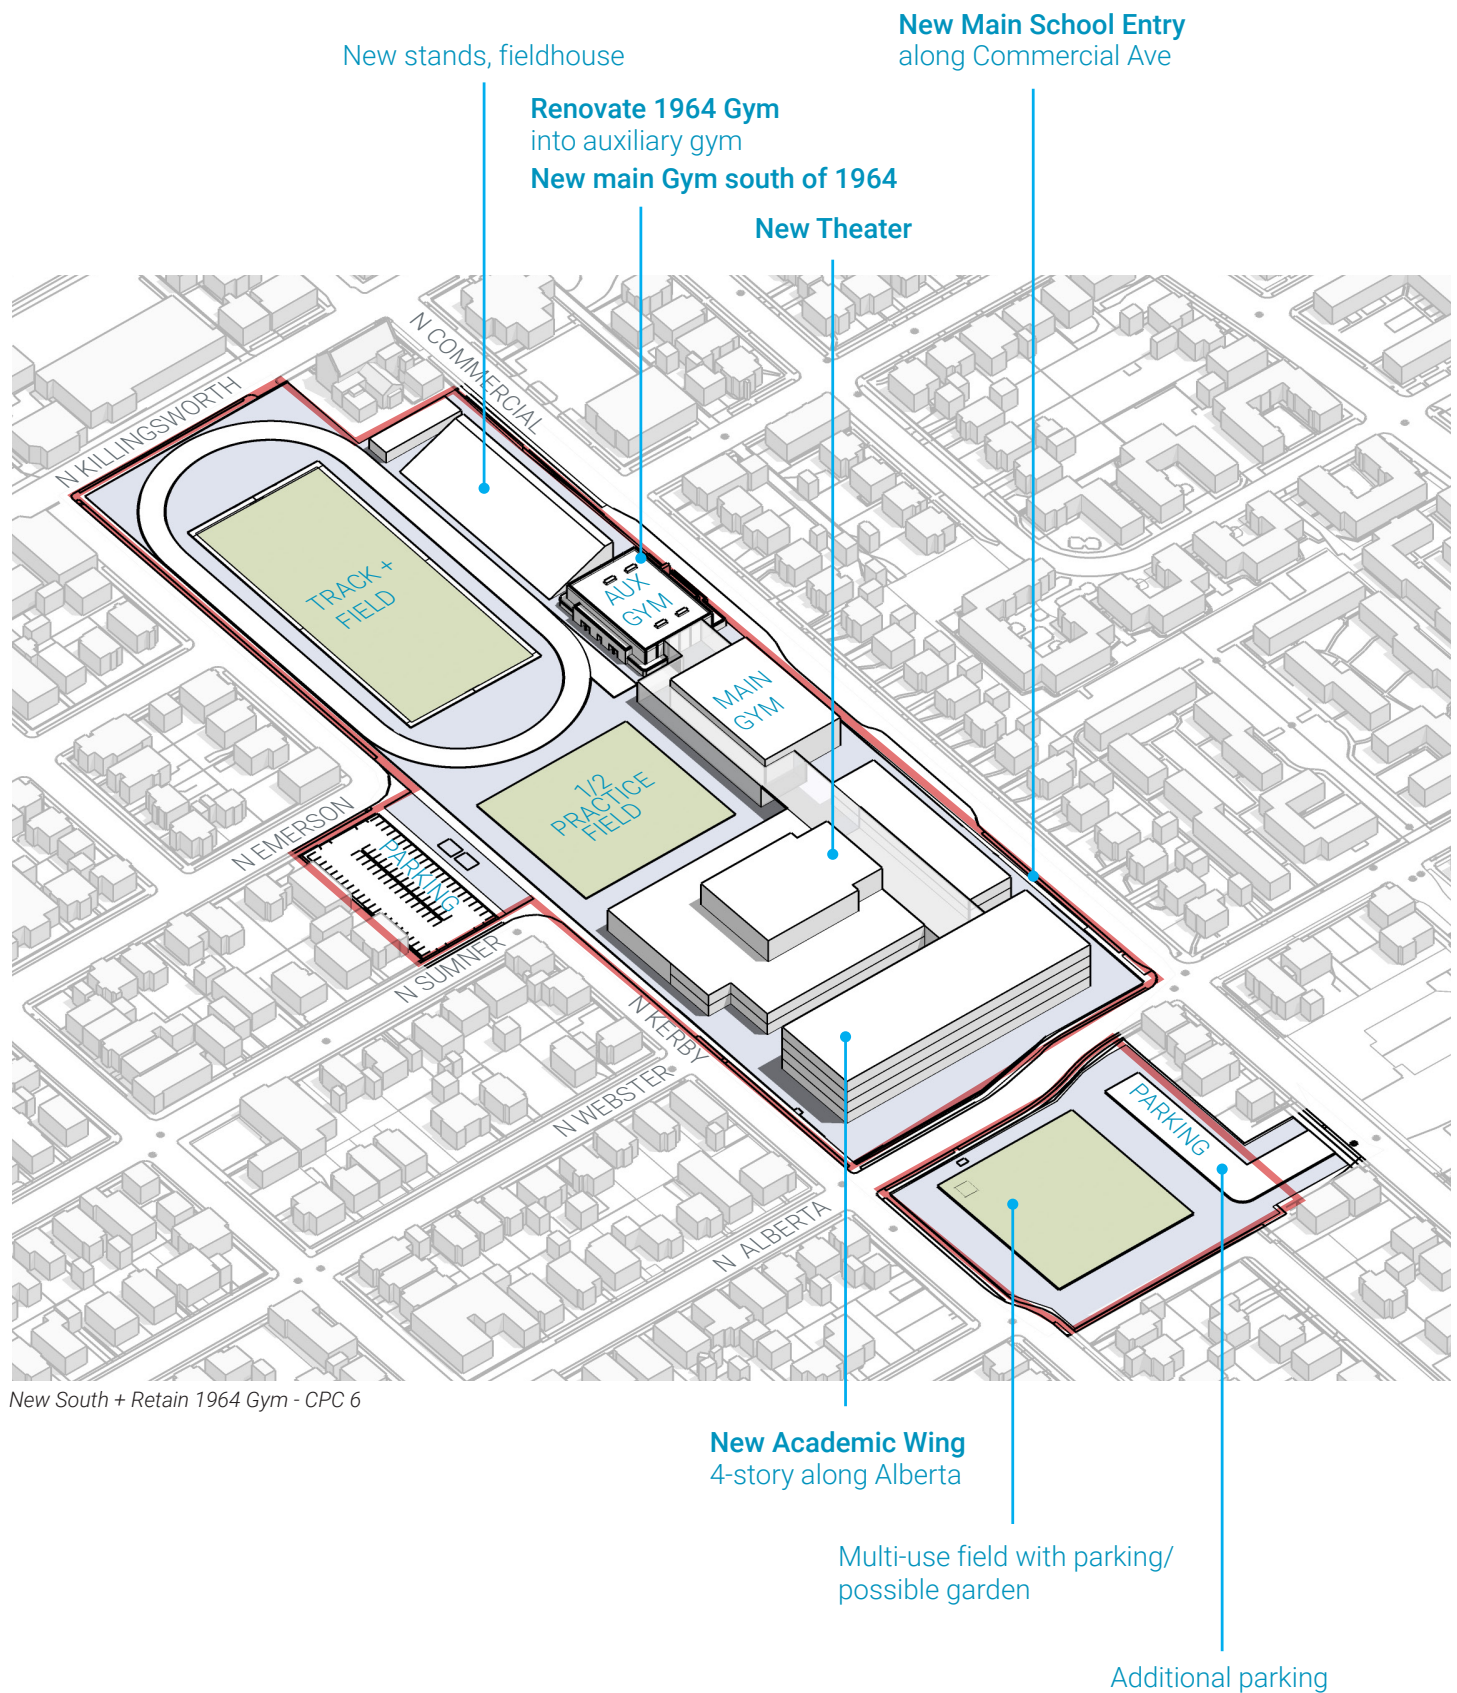 New Main School Entry
along Commercial Ave
New stands, fieldhouse
Renovate 1964 Gym
into auxiliary gym
New main Gym south of 1964
New Theater
N COMMERCIAL
N KILLINGSWORTH
TRACK +
FIELD
AUX
GYM
MAIN
GYM
1/2
PRACTICE
FIELD
N EMERSON
PARKING
N SUMNER
N KERBY
N WEBSTER
PARKING
N ALBERTA
New South + Retain 1964 Gym - CPC 6
New Academic Wing
4-story along Alberta
Multi-use field with parking/
possible garden
Additional parking